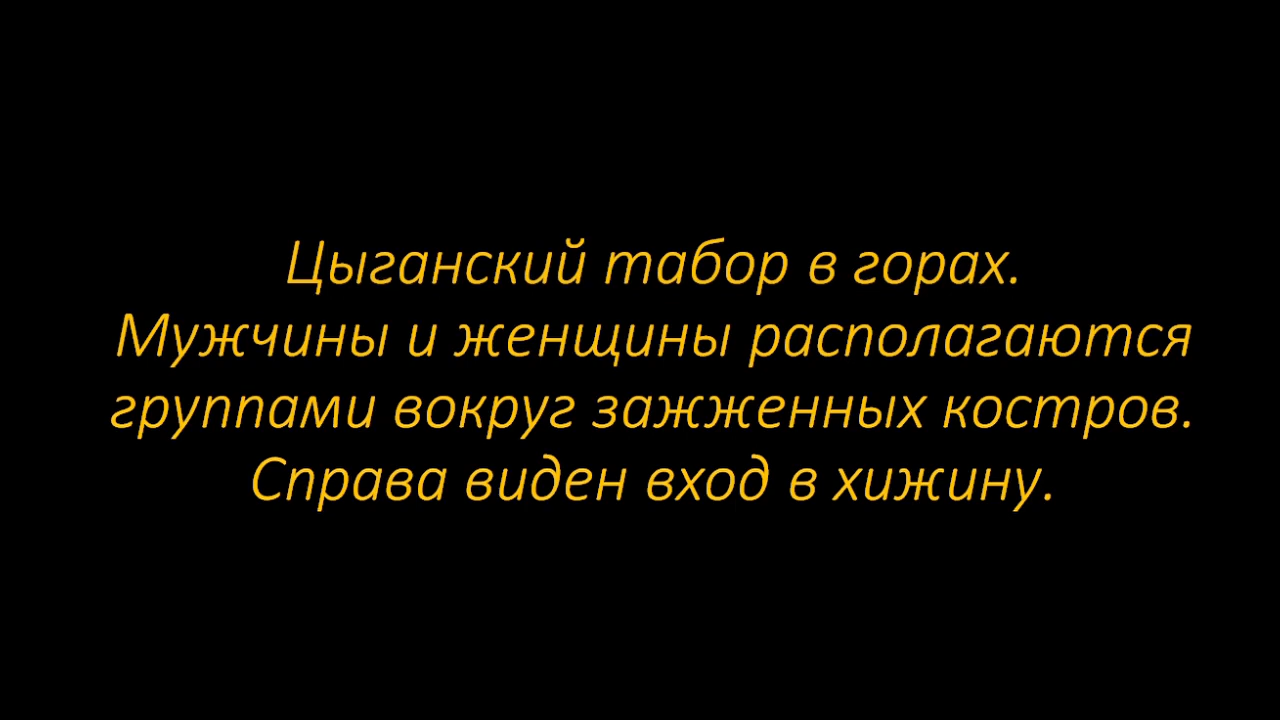 Цыганский табор в горах.
Мужчины и женщины располагаются
группами вокруг зажженных костров.
Справа виден вход в хижину.